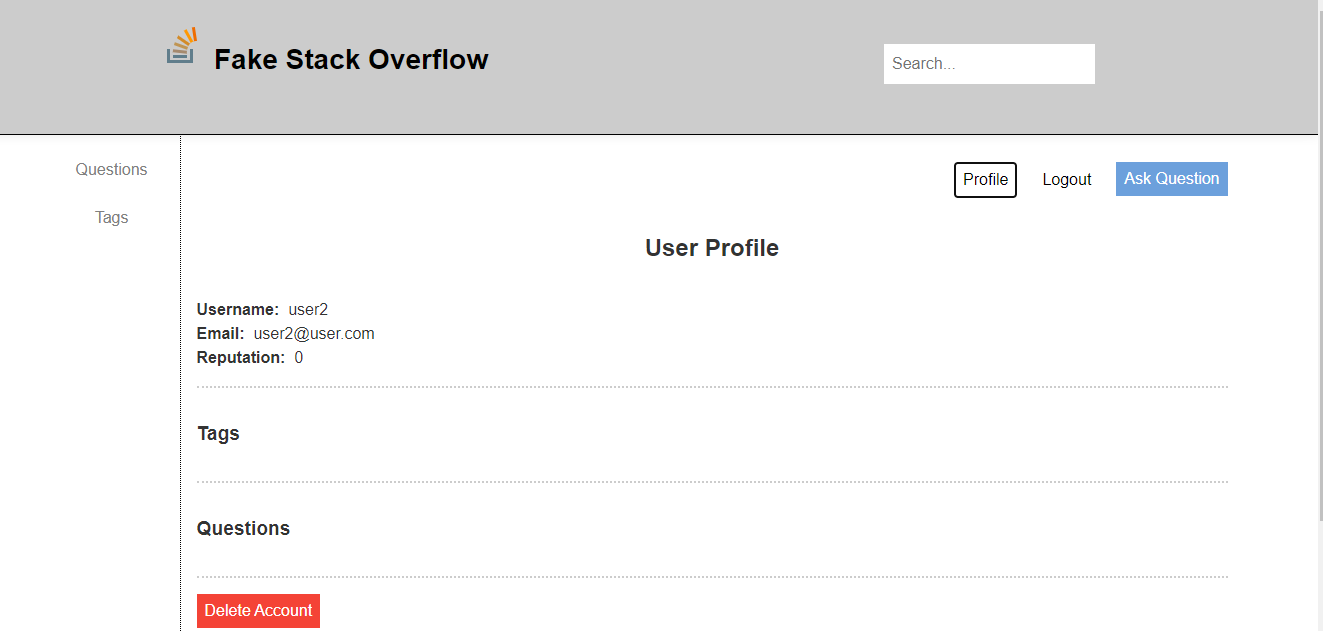 Fake Stack Overflow
Search...
Questions
Tags
Profile Logout Ask Question
User Profile
Username: user2
Email: user2@user.com
Reputation: 0
Tags
Questions
Delete Account